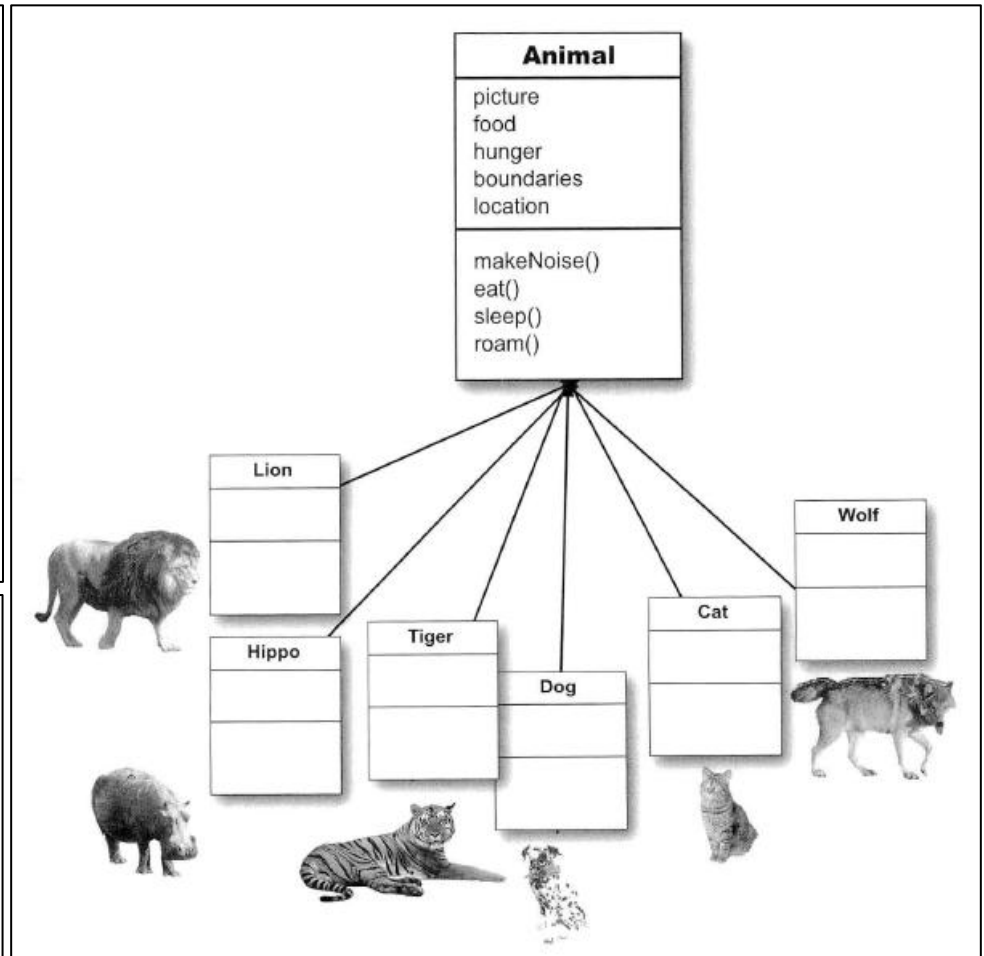 Animal
picture
food
hunger
boundaries
location
makeNoise()
eat()
sleep()
roam()
Lion
Wolf
Cat
Tiger
Hippo
Dog